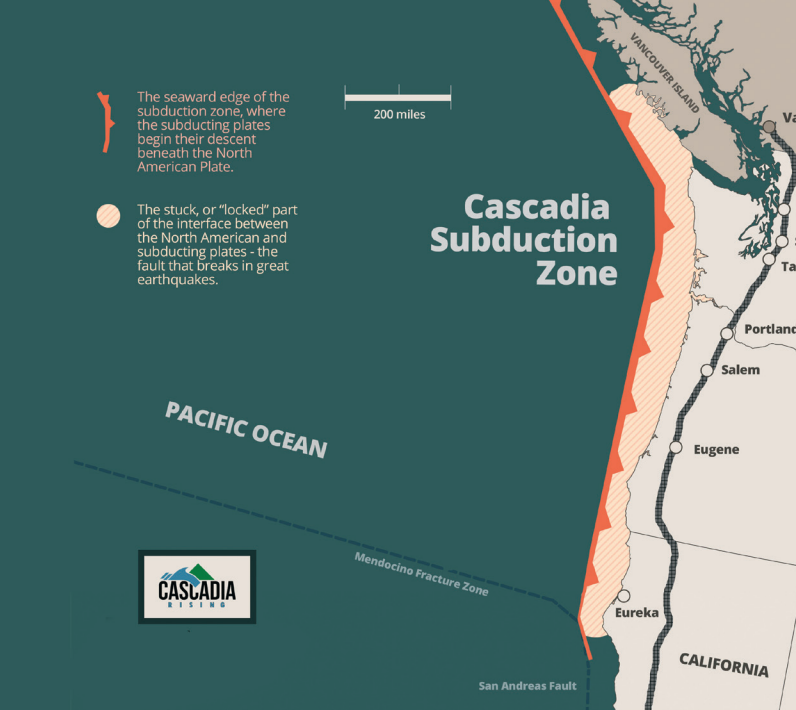 VANCOUVER ISLAND
The seaward edge of the
subduction zone, where
the subducting plates
begin their descent
beneath the North
American Plate.
200 miles
The stuck, or “locked” part
of the interface between
the North American and
subducting plates - the
fault that breaks in great
earthquakes.
Cascadia
Subduction
Zone
Va
Ta
Portland
Salem
PACIFIC OCEAN
Eugene
Mendocino Fracture Zone
CASCADIA
RISING
Eureka
CALIFORNIA
San Andreas Fault